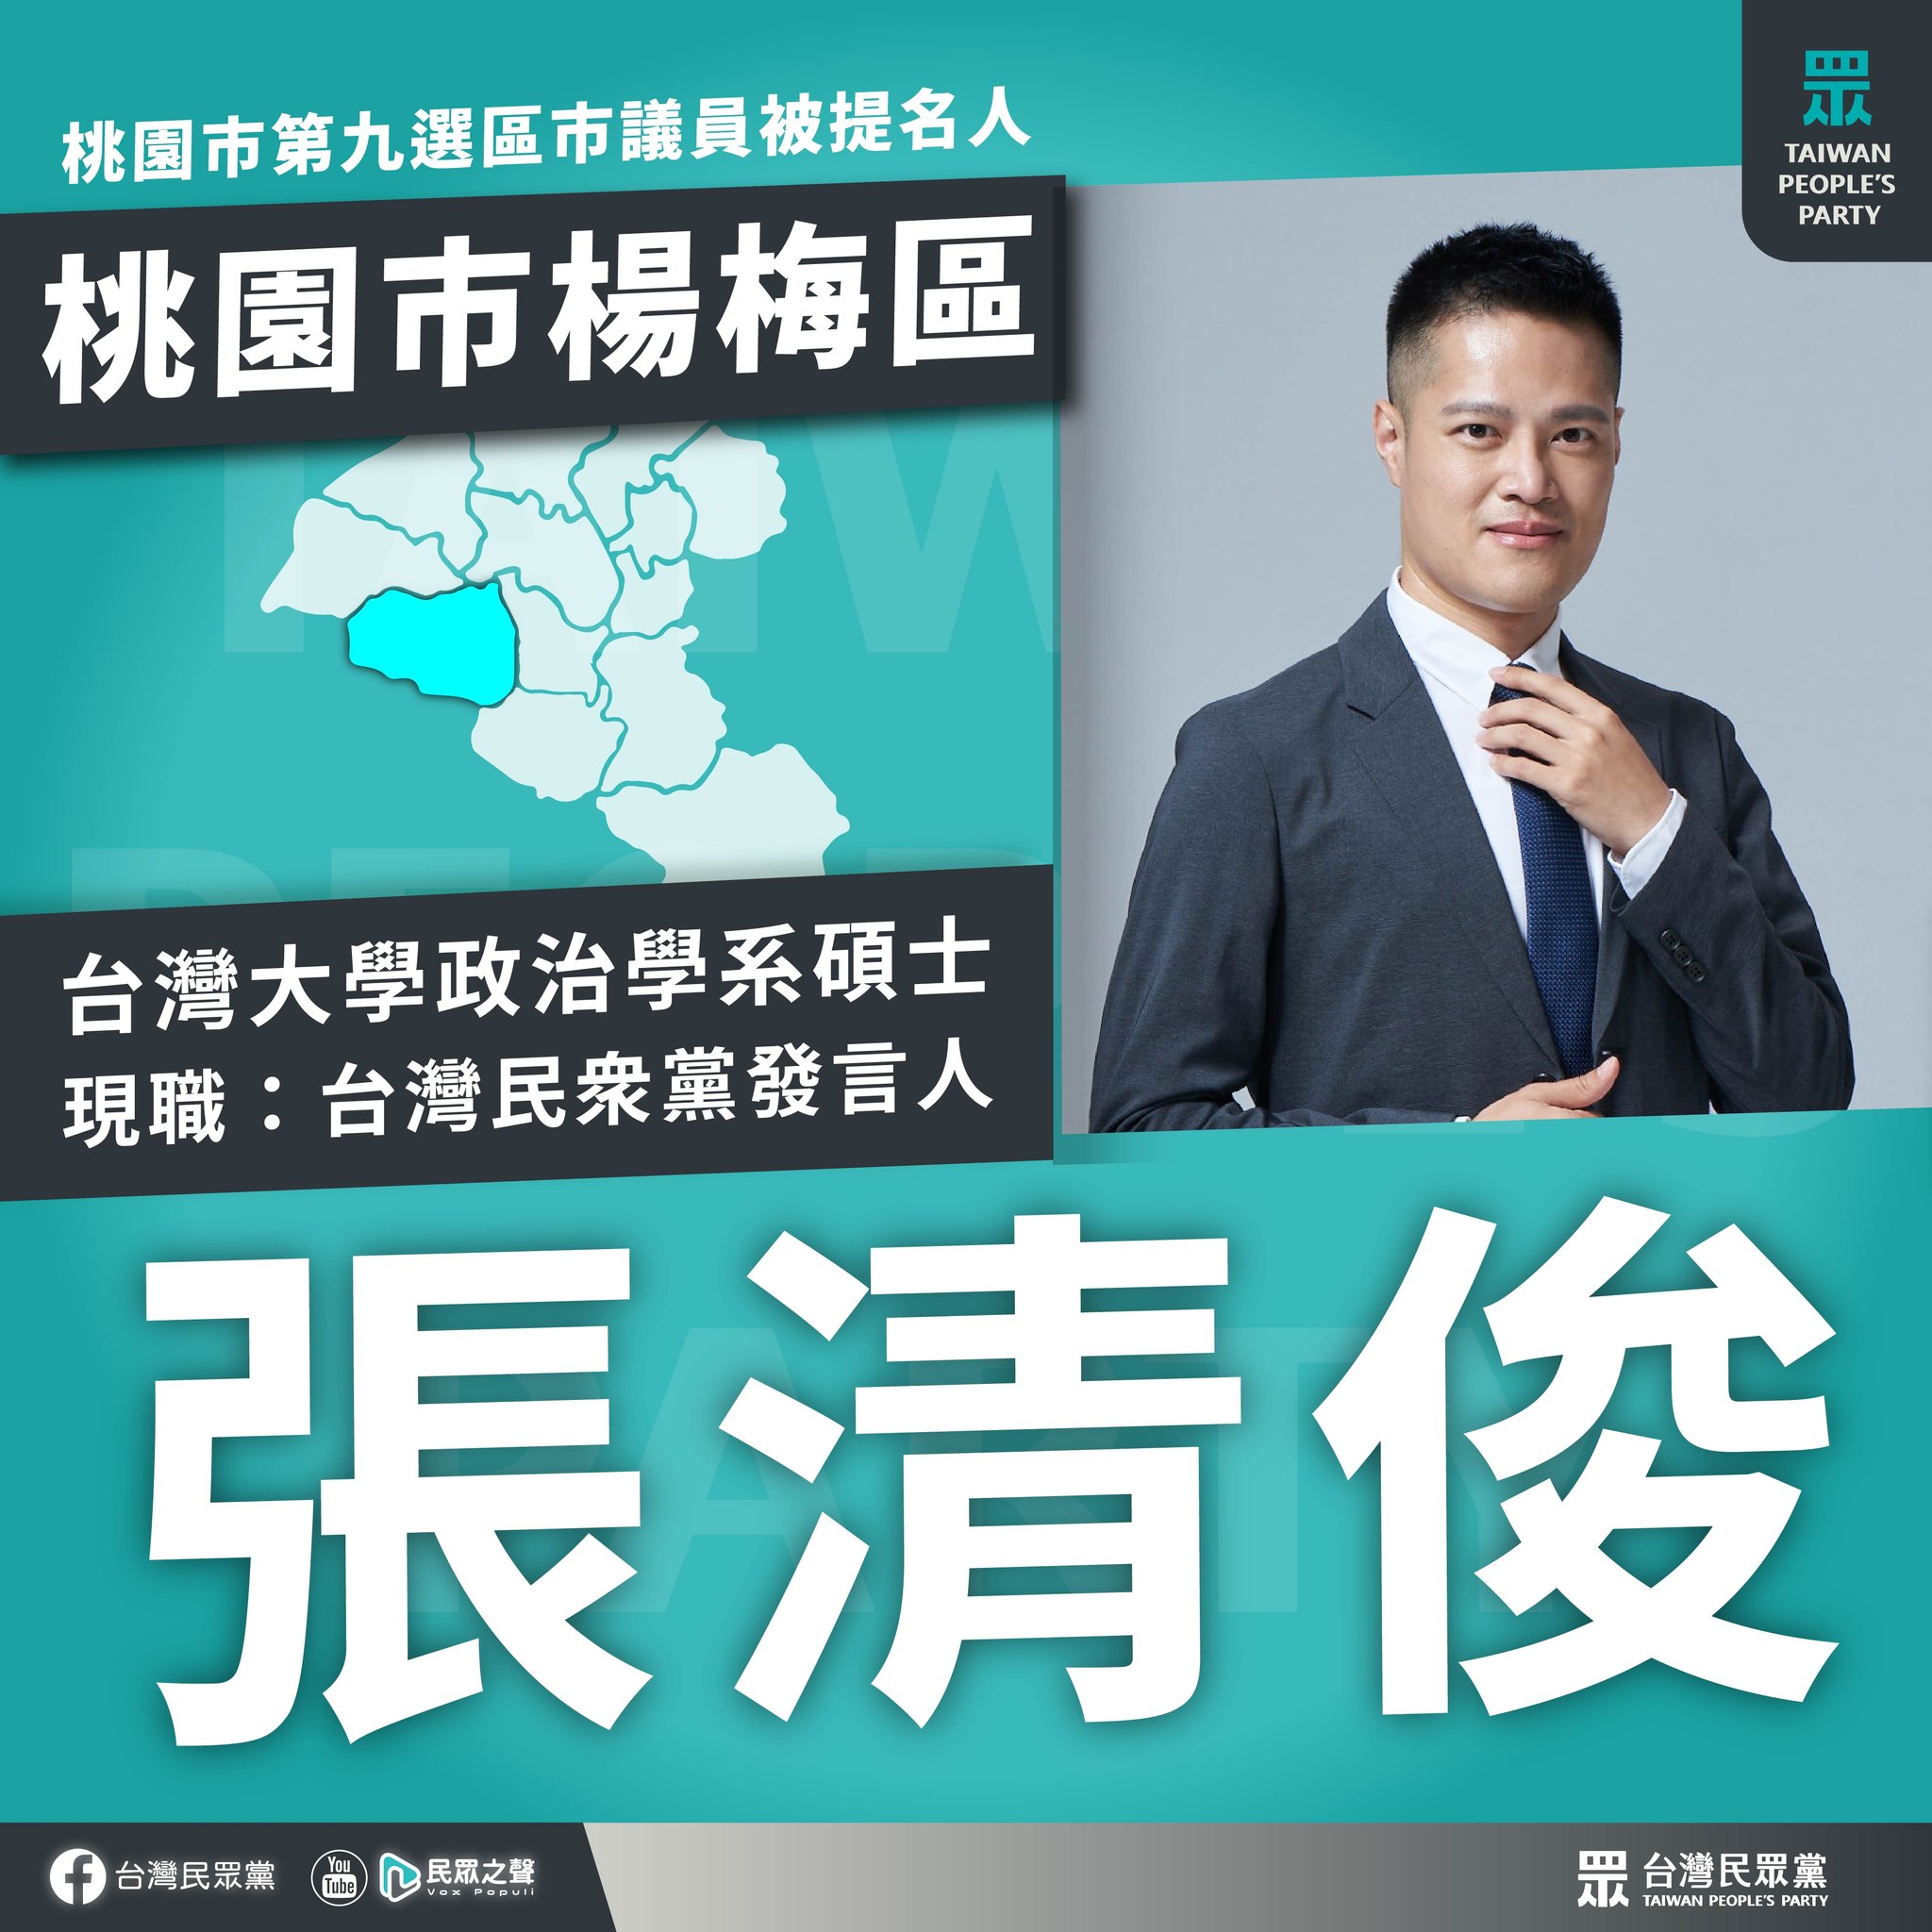 桃園市第九選區市議員被提名人
眾
TAIWAN
PEOPLE'S
PARTY
桃園市楊梅區
台灣大學政治學系碩士
現職：台灣民衆黨發言人
張清俊
台灣民眾黨
You
Tube
民眾之聲
Vox Populi
眾 台灣民眾黨
TAIWAN PEOPLE'S PARTY